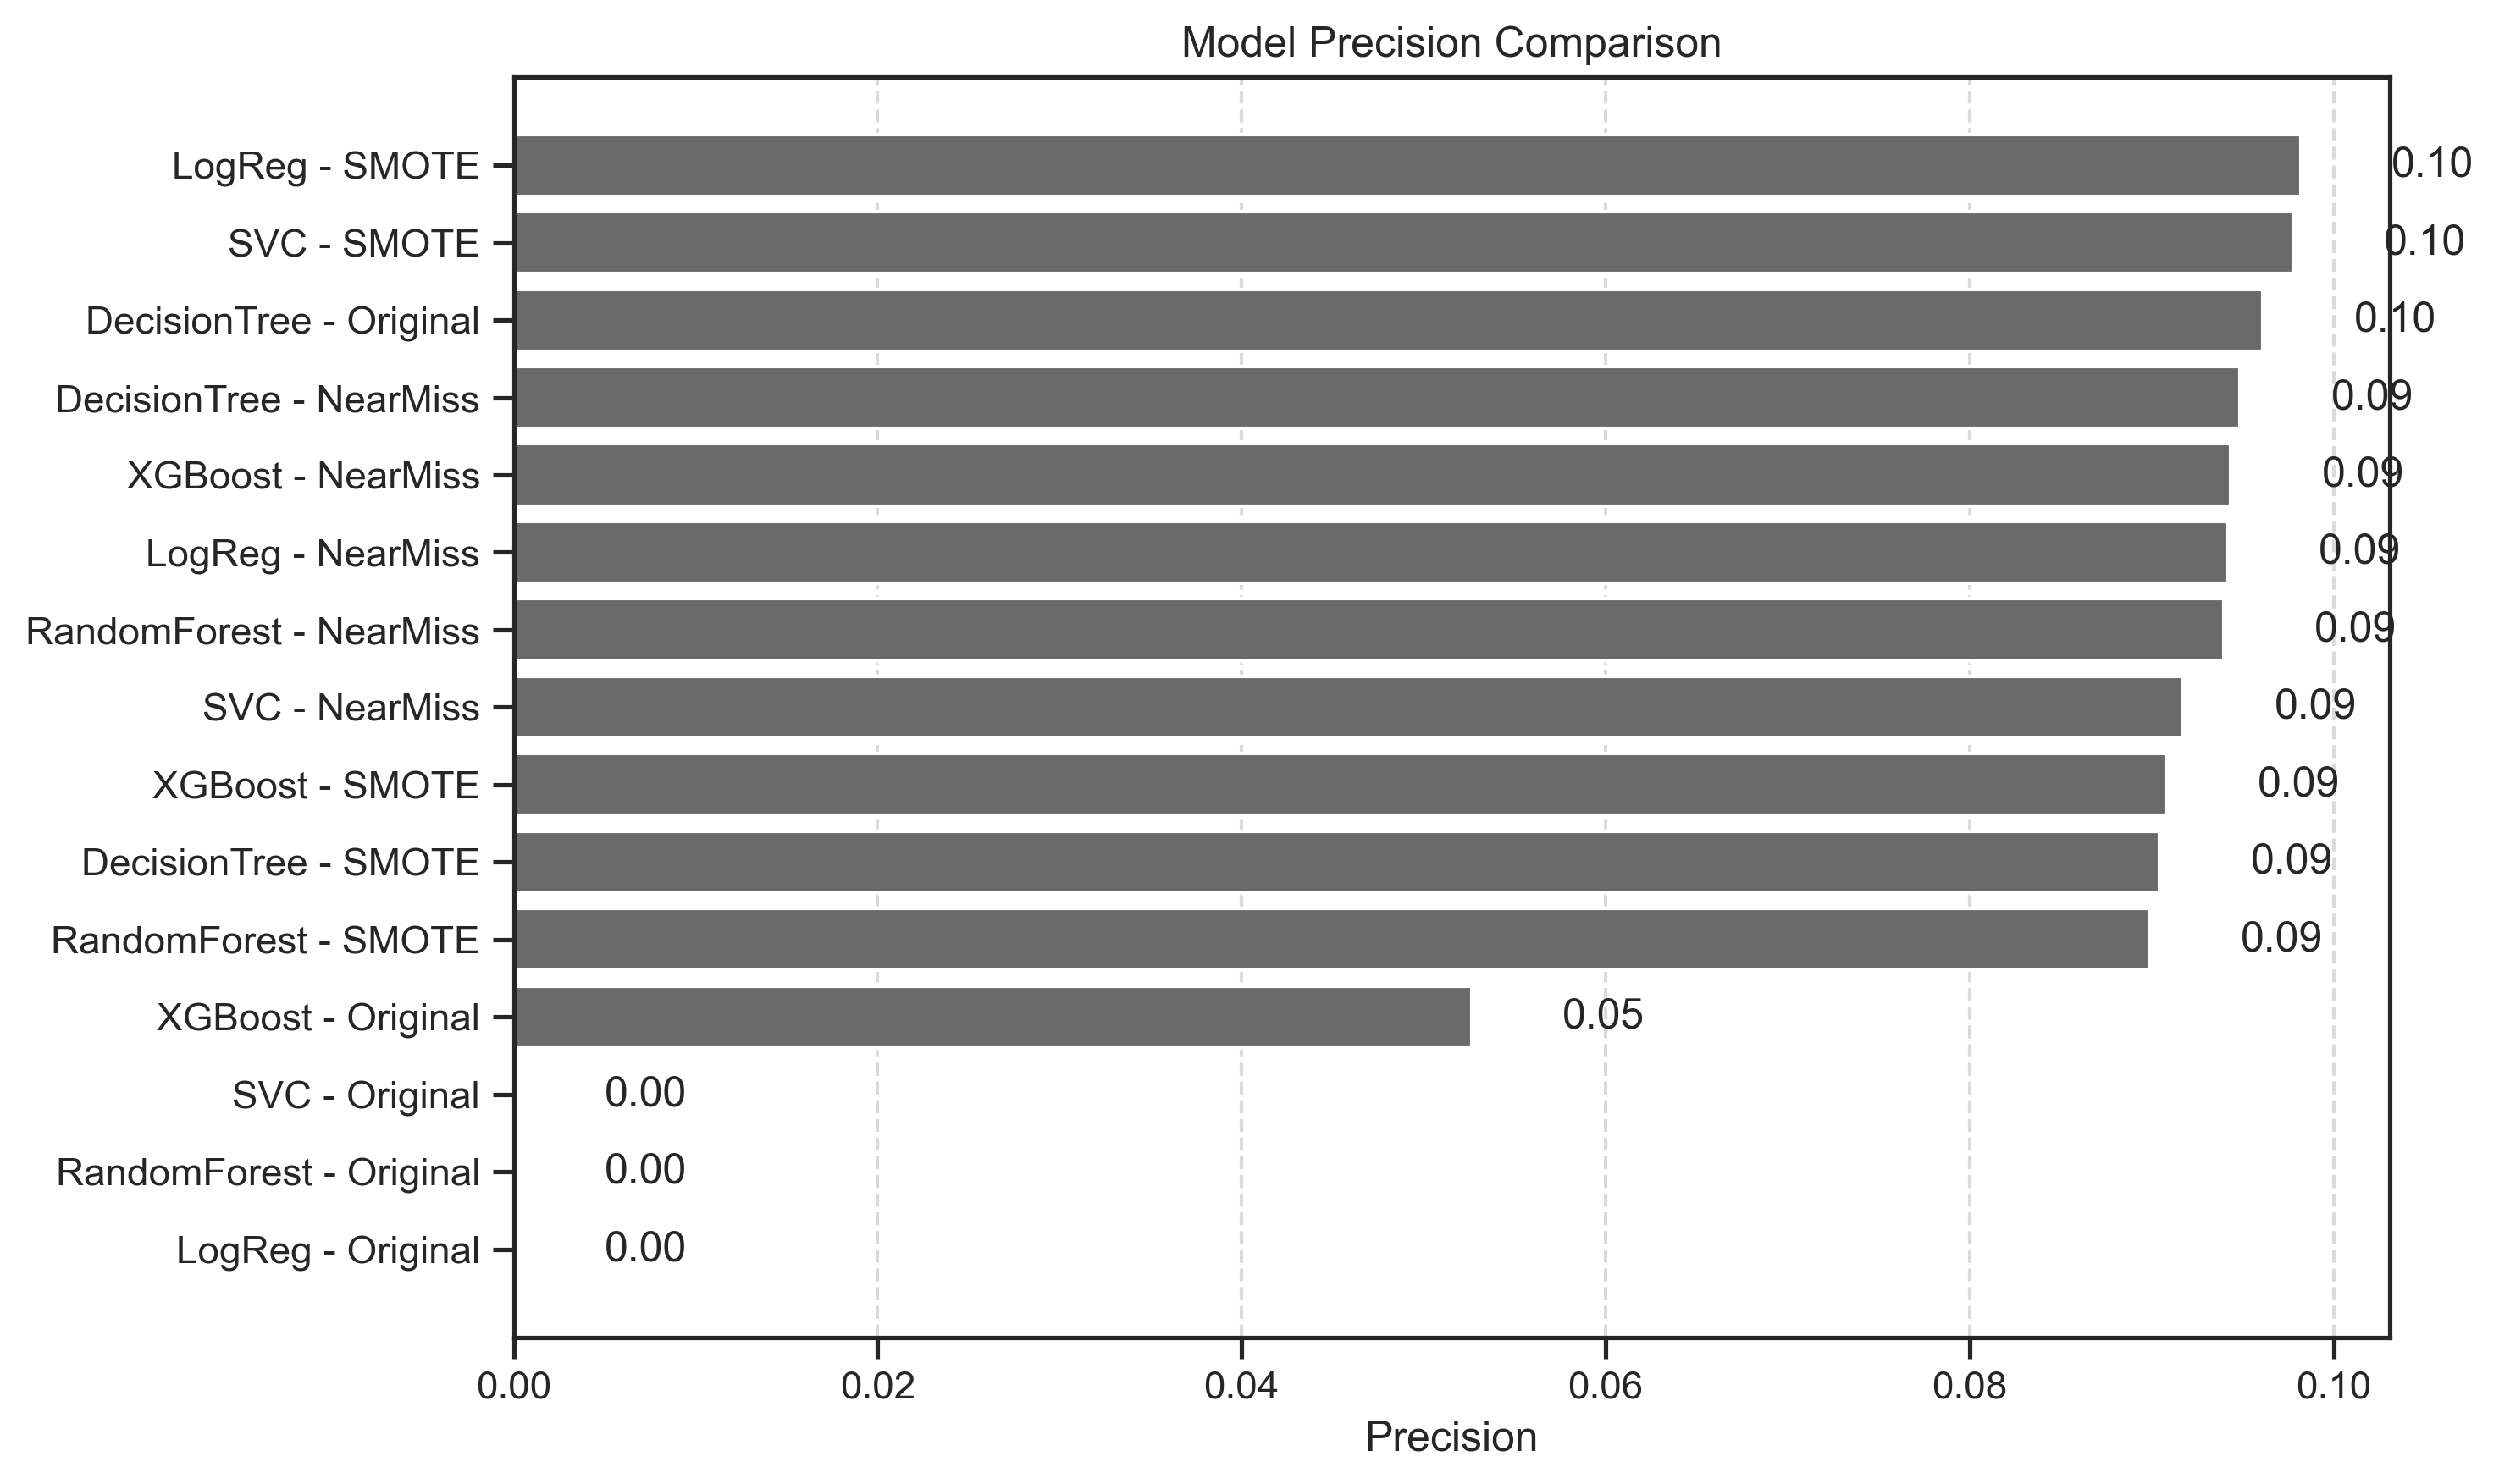 Model Precision Comparison
LogReg - SMOTE 0.10
SVC - SMOTE 0.10
DecisionTree - Original 0.10
DecisionTree - NearMiss 0.09
XGBoost - NearMiss 0.09
LogReg - NearMiss 0.09
RandomForest - NearMiss 0.09
SVC - NearMiss 0.09
XGBoost - SMOTE 0.09
DecisionTree - SMOTE 0.09
RandomForest - SMOTE 0.09
XGBoost - Original 0.05
SVC - Original 0.00
RandomForest - Original 0.00
LogReg - Original 0.00
0.00 0.02 0.04 0.06 0.08 0.10
Precision